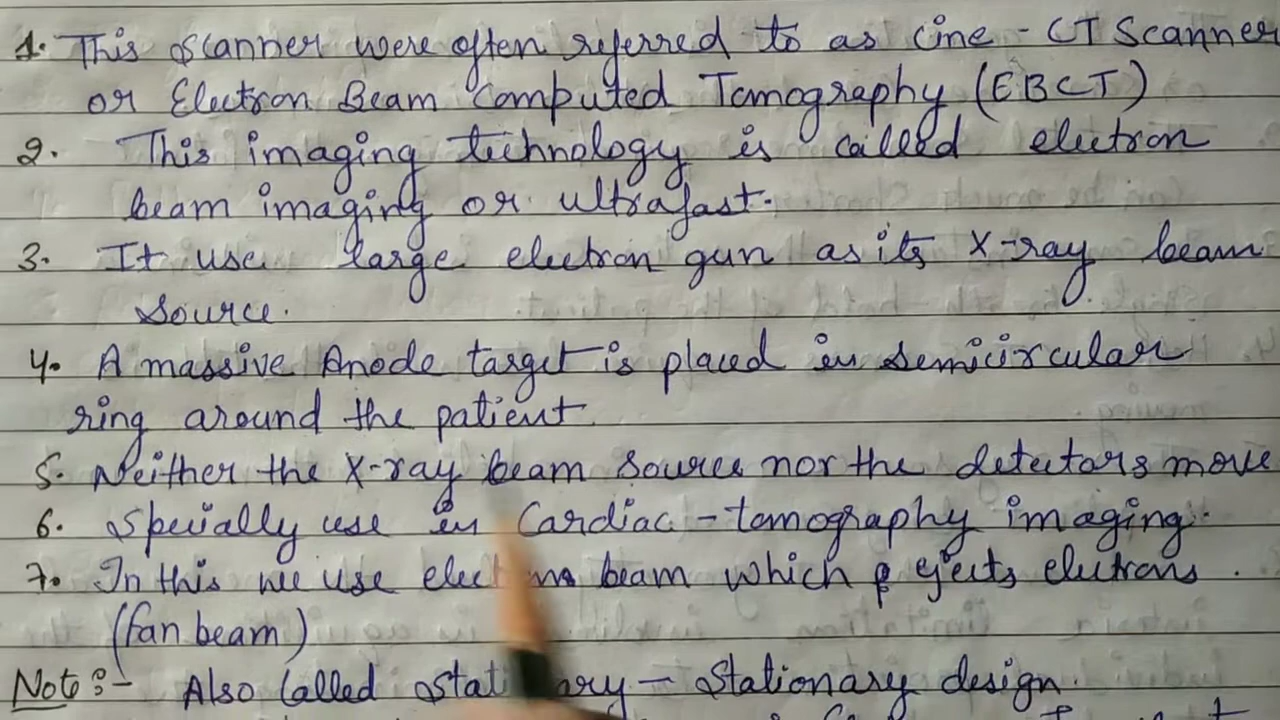 1. This scanner were often referred to as Cine - CT Scanner
or Electron Beam Computed Tomography (EBCT)
2. This imaging technology is called electron
beam imaging or ultrafast.
3. It use large electron gun as its X-ray beam
Source.
4. A massive Anode target is placed in semicircular
ring around the patient
5. Neither the X-ray beam source nor the detectors move
6. Specially use in Cardiac - tomography imaging.
7. In this we use beam which ejects electrons.
(fan beam)
Note :- Also Called - Stationary design.